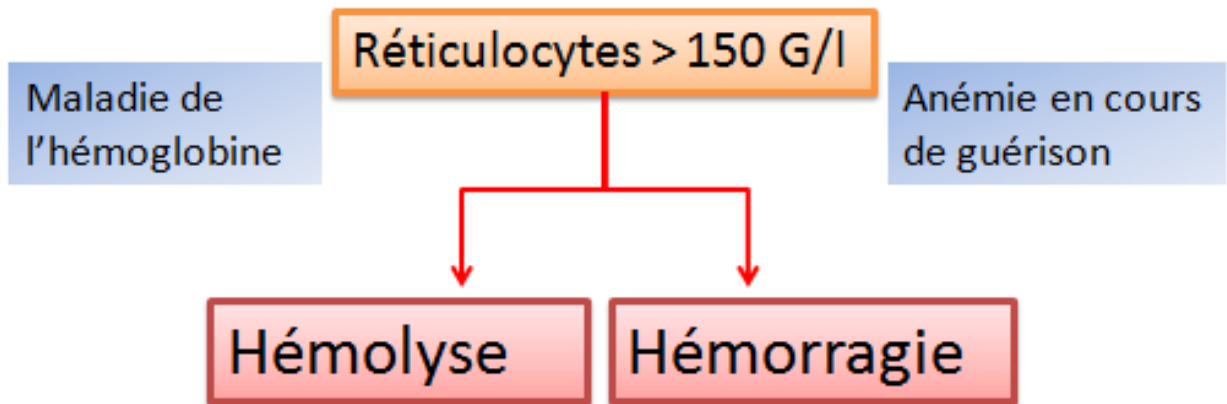 Réticulocytes > 150 G/l
Maladie de
l'hémoglobine
Anémie en cours
de guérison
Hémolyse
Hémorragie